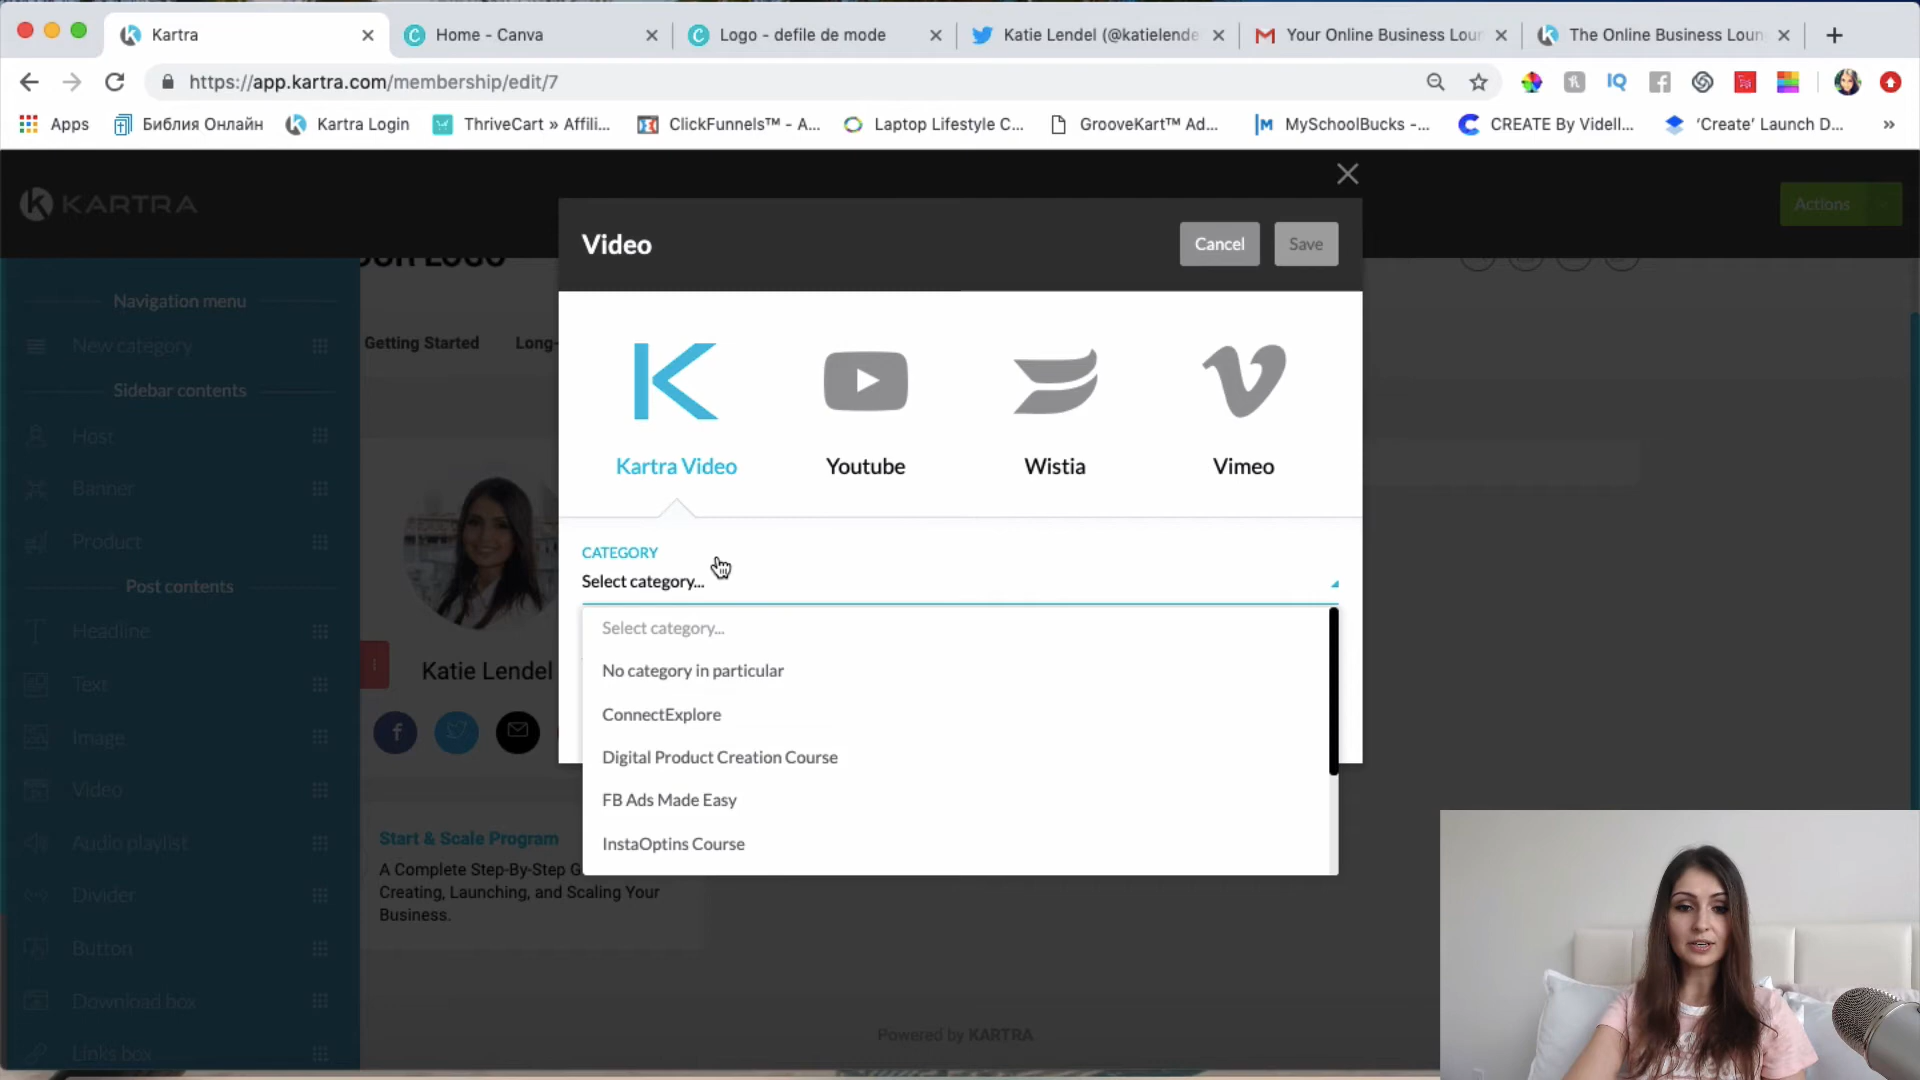 Kartra
Home - Canva
Logo - defile de mode
Katie Lendel (@katielende
Your Online Business Loun
The Online Business Loun
https://app.kartra.com/membership/edit/7
Apps
Библия Онлайн
Kartra Login
ThriveCart » Affili...
ClickFunnels™ - A...
Laptop Lifestyle C...
GrooveKart™ Ad...
MySchoolBucks -...
CREATE By Videll...
‘Create’ Launch D...
»
KARTRA
Actions
Video
Cancel
Save
Navigation menu
New category
Sidebar contents
Host
Banner
Product
Post contents
Headline
Text
Image
Video
Audio playlist
Divider
Button
Download box
Links box
Getting Started
Long-
Katie Lendel
Start & Scale Program
A Complete Step-By-Step G
Creating, Launching, and Scaling Your
Business.
Kartra Video
Youtube
Wistia
Vimeo
CATEGORY
Select category...
Select category...
No category in particular
ConnectExplore
Digital Product Creation Course
FB Ads Made Easy
InstaOptins Course
Powered by KARTRA